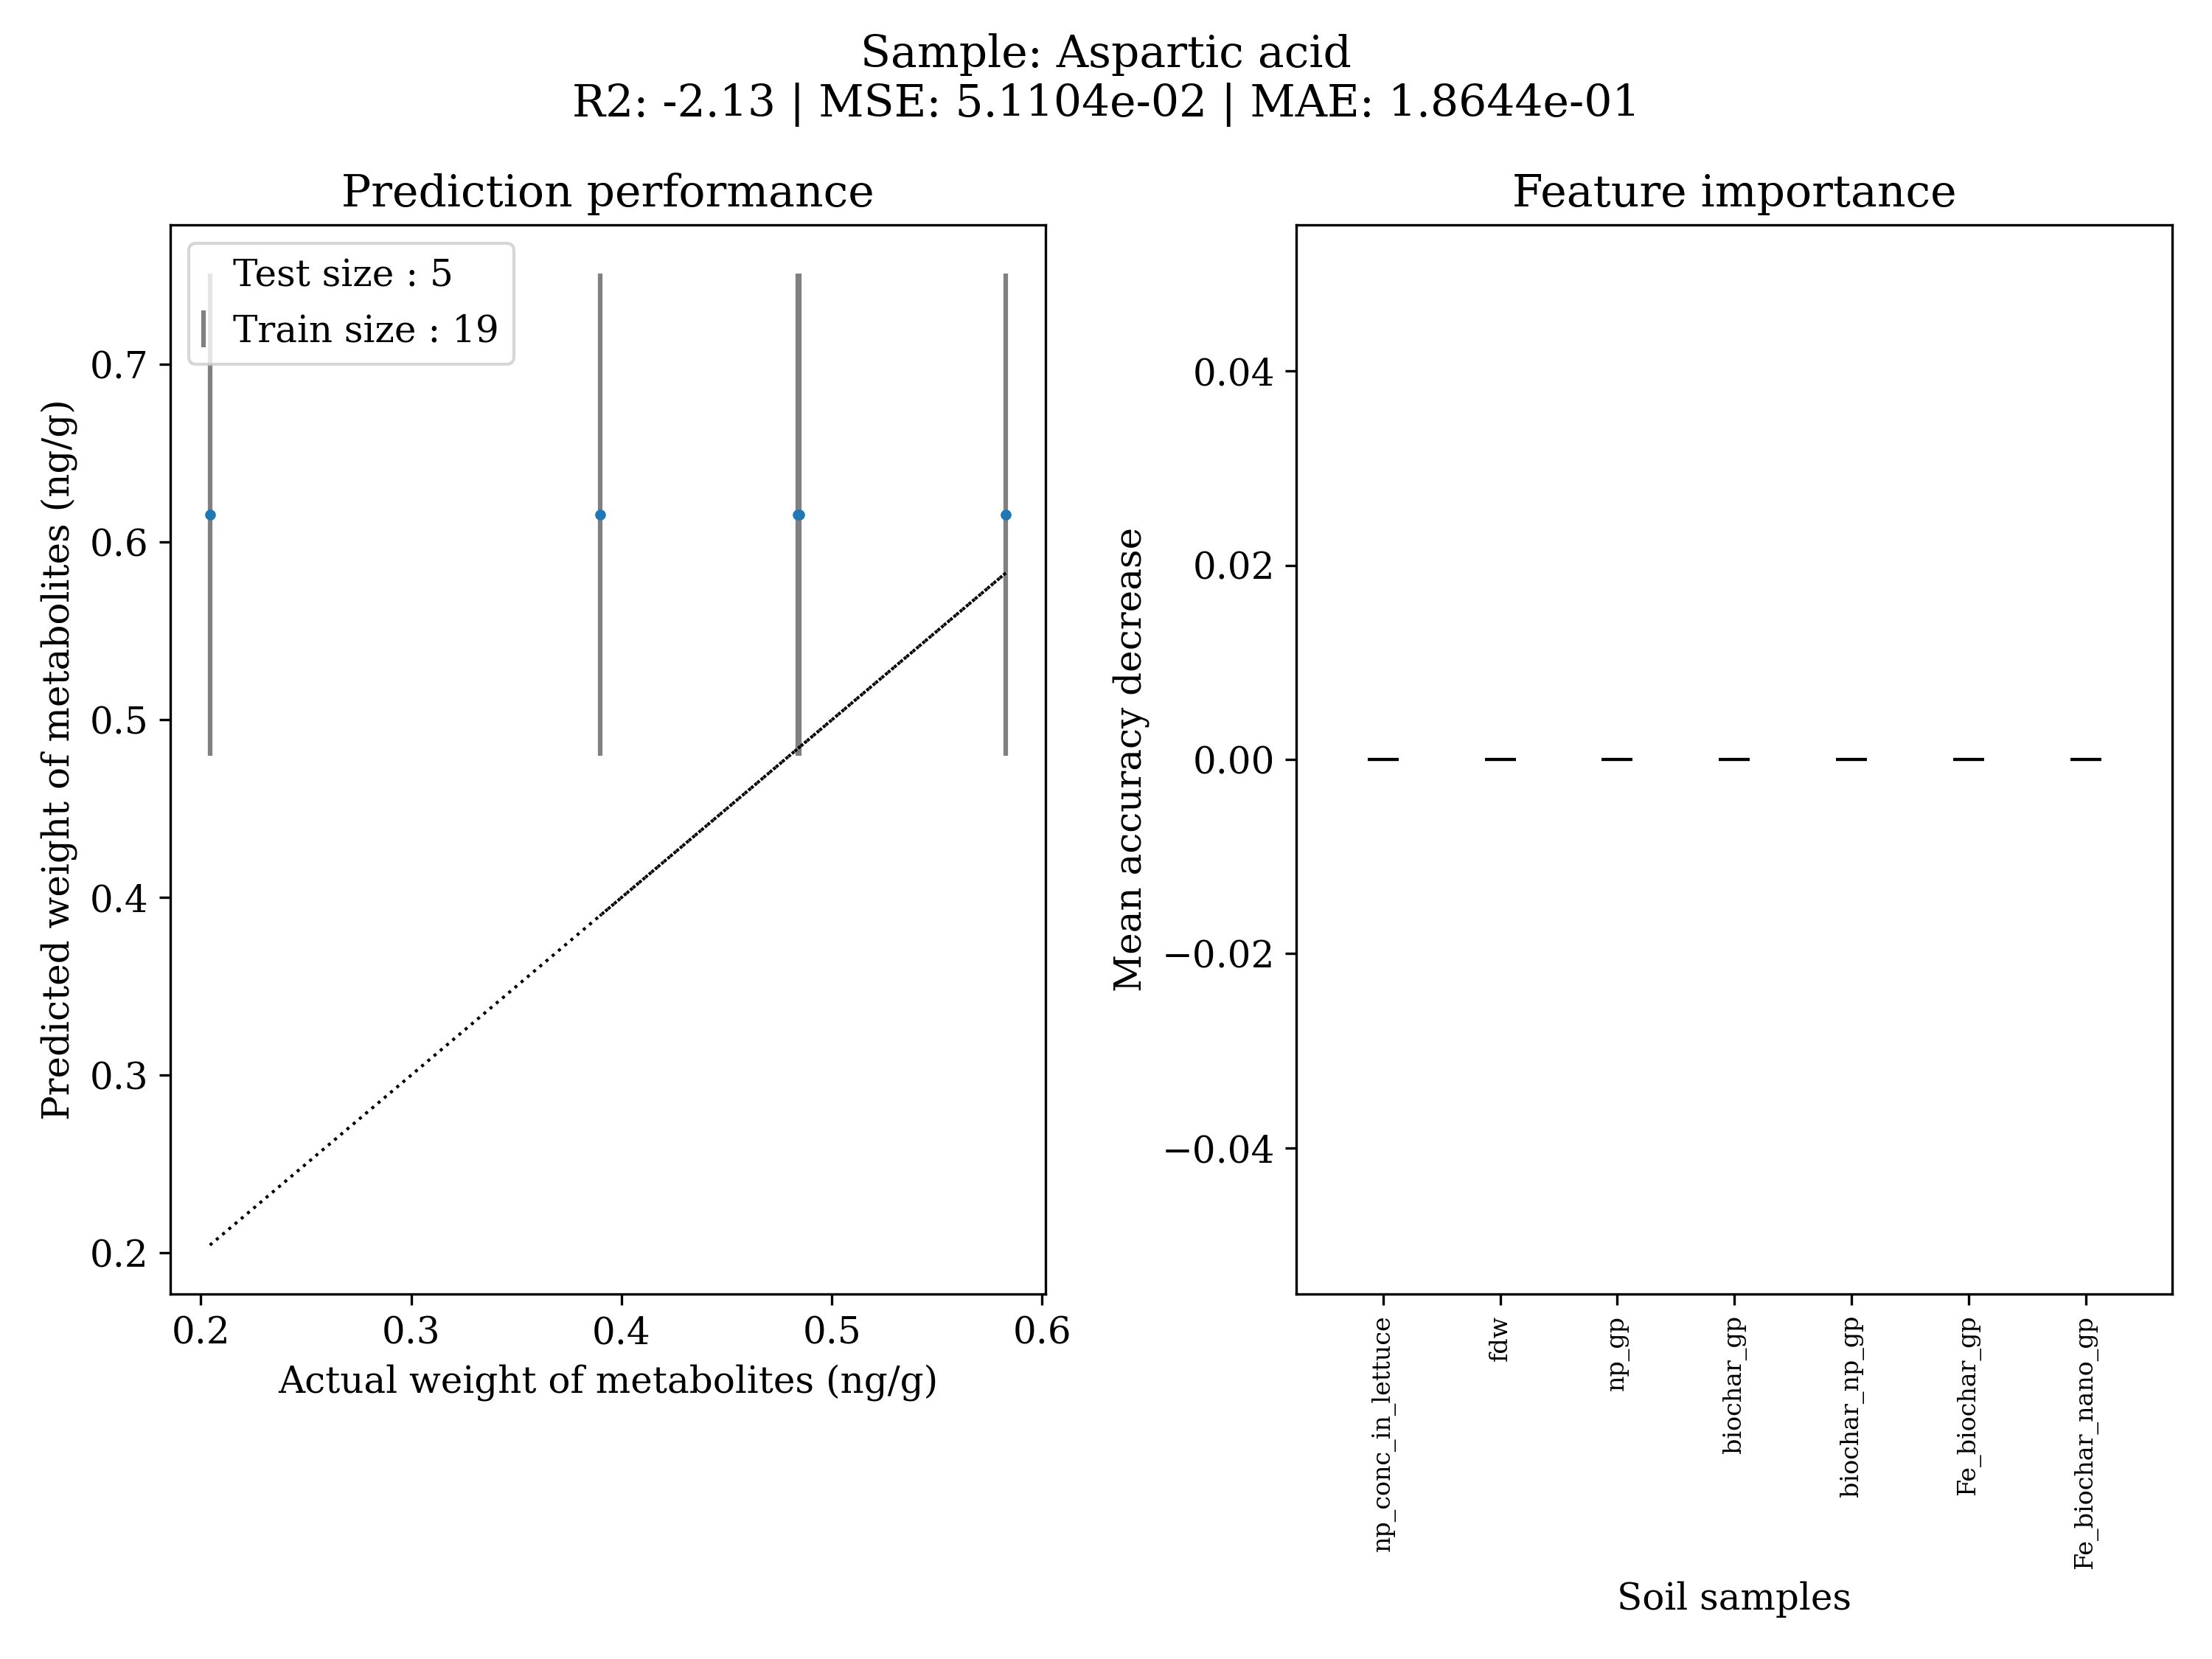 Sample: Aspartic acid
R2: -2.13 | MSE: 5.1104e-02 | MAE: 1.8644e-01
Prediction performance
Test size : 5
Train size : 19
0.7
0.6
0.5
0.4
0.3
0.2
Predicted weight of metabolites (ng/g)
0.2 0.3 0.4 0.5 0.6
Actual weight of metabolites (ng/g)
Feature importance
0.04
0.02
0.00
−0.02
−0.04
Mean accuracy decrease
np_conc_in_lettuce
fdw
np_gp
biochar_gp
biochar_np_gp
Fe_biochar_gp
Fe_biochar_nano_gp
Soil samples